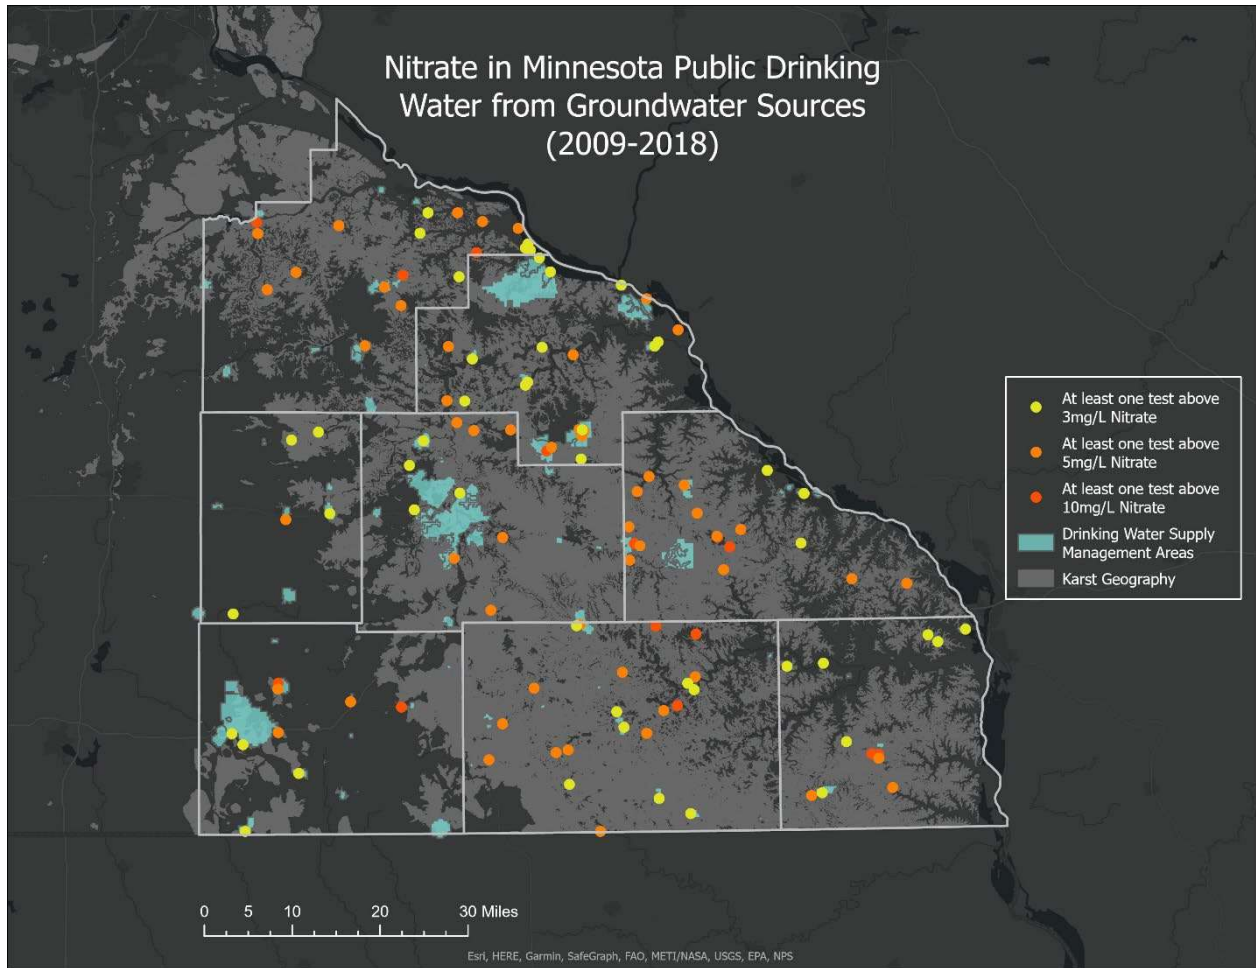 Nitrate in Minnesota Public Drinking
Water from Groundwater Sources
(2009-2018)
At least one test above
3mg/L Nitrate
At least one test above
5mg/L Nitrate
At least one test above
10mg/L Nitrate
Drinking Water Supply
Management Areas
Karst Geography
0 5 10 20 30 Miles
Esri, HERE, Garmin, SafeGraph, FAO, METI/NASA, USGS, EPA, NPS